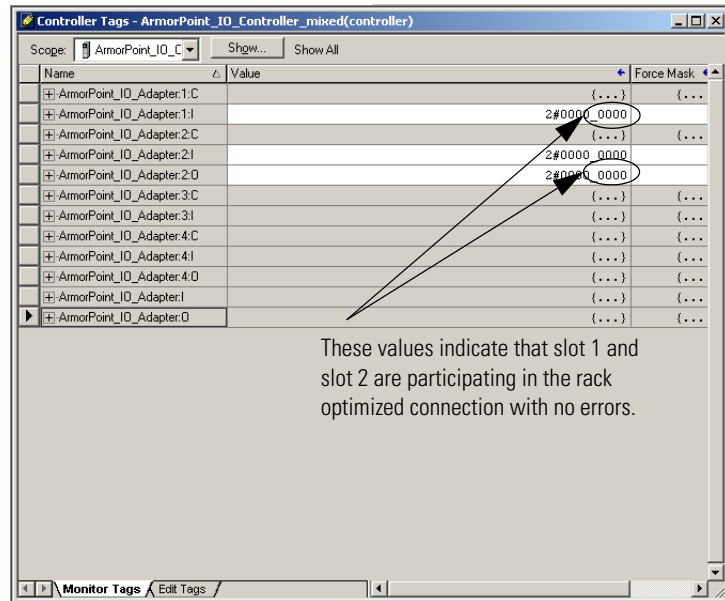 Controller Tags - ArmorPoint_IO_Controller_mixed(controller)
Scope: ArmorPoint_IO_C Show... Show All
Name Value Force Mask
ArmorPoint_IO_Adapter:1:C {...} {...
ArmorPoint_IO_Adapter:1:I 2#0000_0000
ArmorPoint_IO_Adapter:2:C {...} {...
ArmorPoint_IO_Adapter:2:I 2#0000_0000
ArmorPoint_IO_Adapter:2:O 2#0000_0000
ArmorPoint_IO_Adapter:3:C {...} {...
ArmorPoint_IO_Adapter:3:I {...} {...
ArmorPoint_IO_Adapter:4:C {...} {...
ArmorPoint_IO_Adapter:4:I {...} {...
ArmorPoint_IO_Adapter:4:O {...} {...
ArmorPoint_IO_Adapter:I {...} {...
ArmorPoint_IO_Adapter:O {...} {...
These values indicate that slot 1 and
slot 2 are participating in the rack
optimized connection with no errors.
Monitor Tags Edit Tags